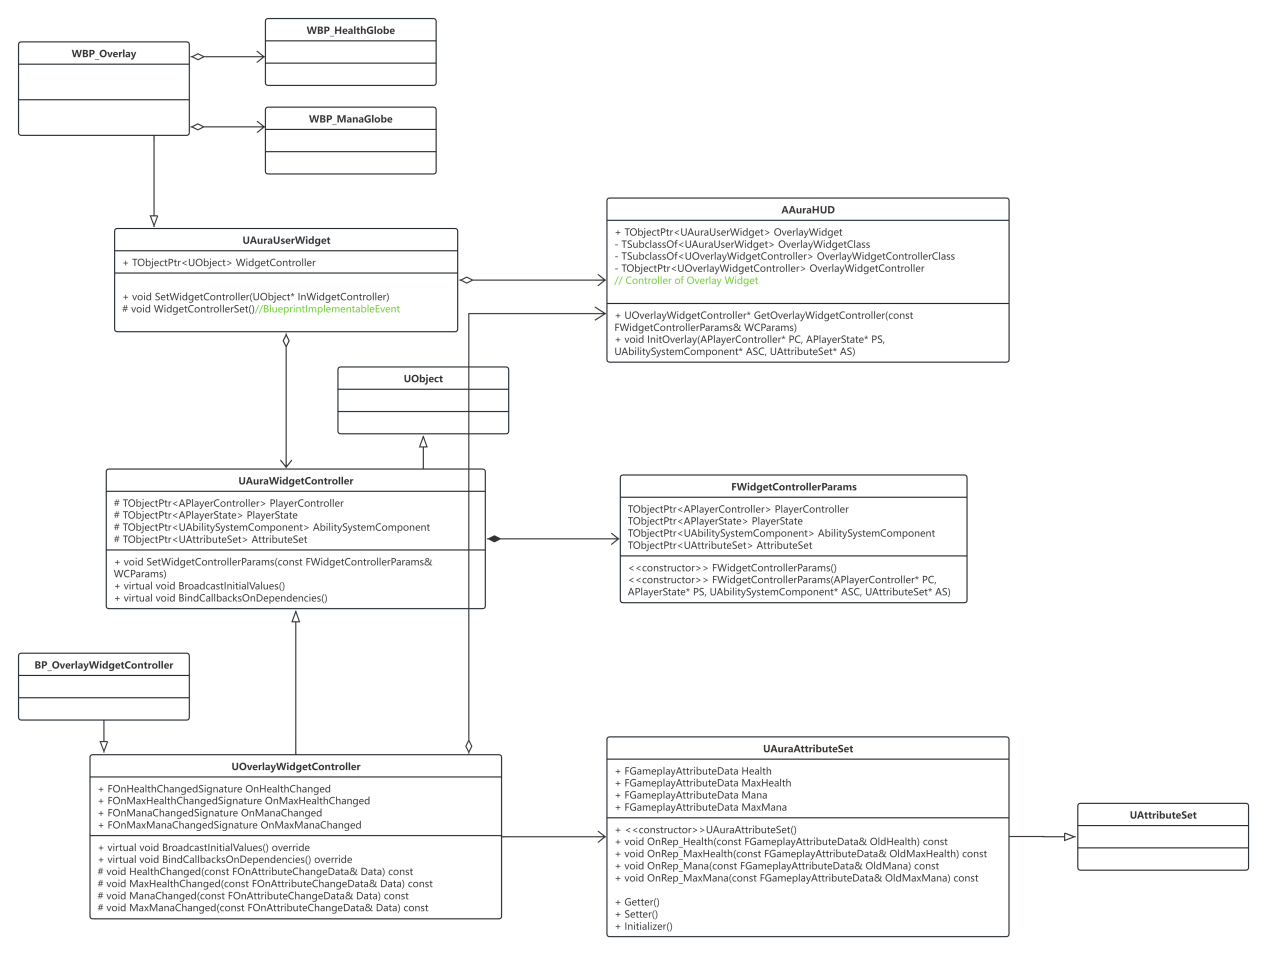 WBP_HealthGlobe
WBP_Overlay
WBP_ManaGlobe
UAuraUserWidget
+ TObjectPtr<UObject> WidgetController
+ void SetWidgetController(UObject* InWidgetController)
# void WidgetControllerSet()//BlueprintImplementableEvent
AAuraHUD
+ TObjectPtr<UAuraUserWidget> OverlayWidget
- TSubclassOf<UAuraUserWidget> OverlayWidgetClass
- TSubclassOf<UOverlayWidgetController> OverlayWidgetControllerClass
- TObjectPtr<UOverlayWidgetController> OverlayWidgetController
// Controller of Overlay Widget
+ UOverlayWidgetController* GetOverlayWidgetController(const
FWidgetControllerParams& WCParams)
+ void InitOverlay(APlayerController* PC, APlayerState* PS,
UAbilitySystemComponent* ASC, UAttributeSet* AS)
UObject
UAuraWidgetController
# TObjectPtr<APlayerController> PlayerController
# TObjectPtr<APlayerState> PlayerState
# TObjectPtr<UAbilitySystemComponent> AbilitySystemComponent
# TObjectPtr<UAttributeSet> AttributeSet
+ void SetWidgetControllerParams(const FWidgetControllerParams&
WCParams)
+ virtual void BroadcastInitialValues()
+ virtual void BindCallbacksOnDependencies()
FWidgetControllerParams
TObjectPtr<APlayerController> PlayerController
TObjectPtr<APlayerState> PlayerState
TObjectPtr<UAbilitySystemComponent> AbilitySystemComponent
TObjectPtr<UAttributeSet> AttributeSet
<<constructor>> FWidgetControllerParams()
<<constructor>> FWidgetControllerParams(APlayerController* PC,
APlayerState* PS, UAbilitySystemComponent* ASC, UAttributeSet* AS)
BP_OverlayWidgetController
UOverlayWidgetController
+ FOnHealthChangedSignature OnHealthChanged
+ FOnMaxHealthChangedSignature OnMaxHealthChanged
+ FOnManaChangedSignature OnManaChanged
+ FOnMaxManaChangedSignature OnMaxManaChanged
+ virtual void BroadcastInitialValues() override
+ virtual void BindCallbacksOnDependencies() override
# void HealthChanged(const FOnAttributeChangeData& Data) const
# void MaxHealthChanged(const FOnAttributeChangeData& Data) const
# void ManaChanged(const FOnAttributeChangeData& Data) const
# void MaxManaChanged(const FOnAttributeChangeData& Data) const
UAuraAttributeSet
+ FGameplayAttributeData Health
+ FGameplayAttributeData MaxHealth
+ FGameplayAttributeData Mana
+ FGameplayAttributeData MaxMana
+ <<constructor>>UAuraAttributeSet()
+ void OnRep_Health(const FGameplayAttributeData& OldHealth) const
+ void OnRep_MaxHealth(const FGameplayAttributeData& OldMaxHealth) const
+ void OnRep_Mana(const FGameplayAttributeData& OldMana) const
+ void OnRep_MaxMana(const FGameplayAttributeData& OldMaxMana) const
+ Getter()
+ Setter()
+ Initializer()
UAttributeSet